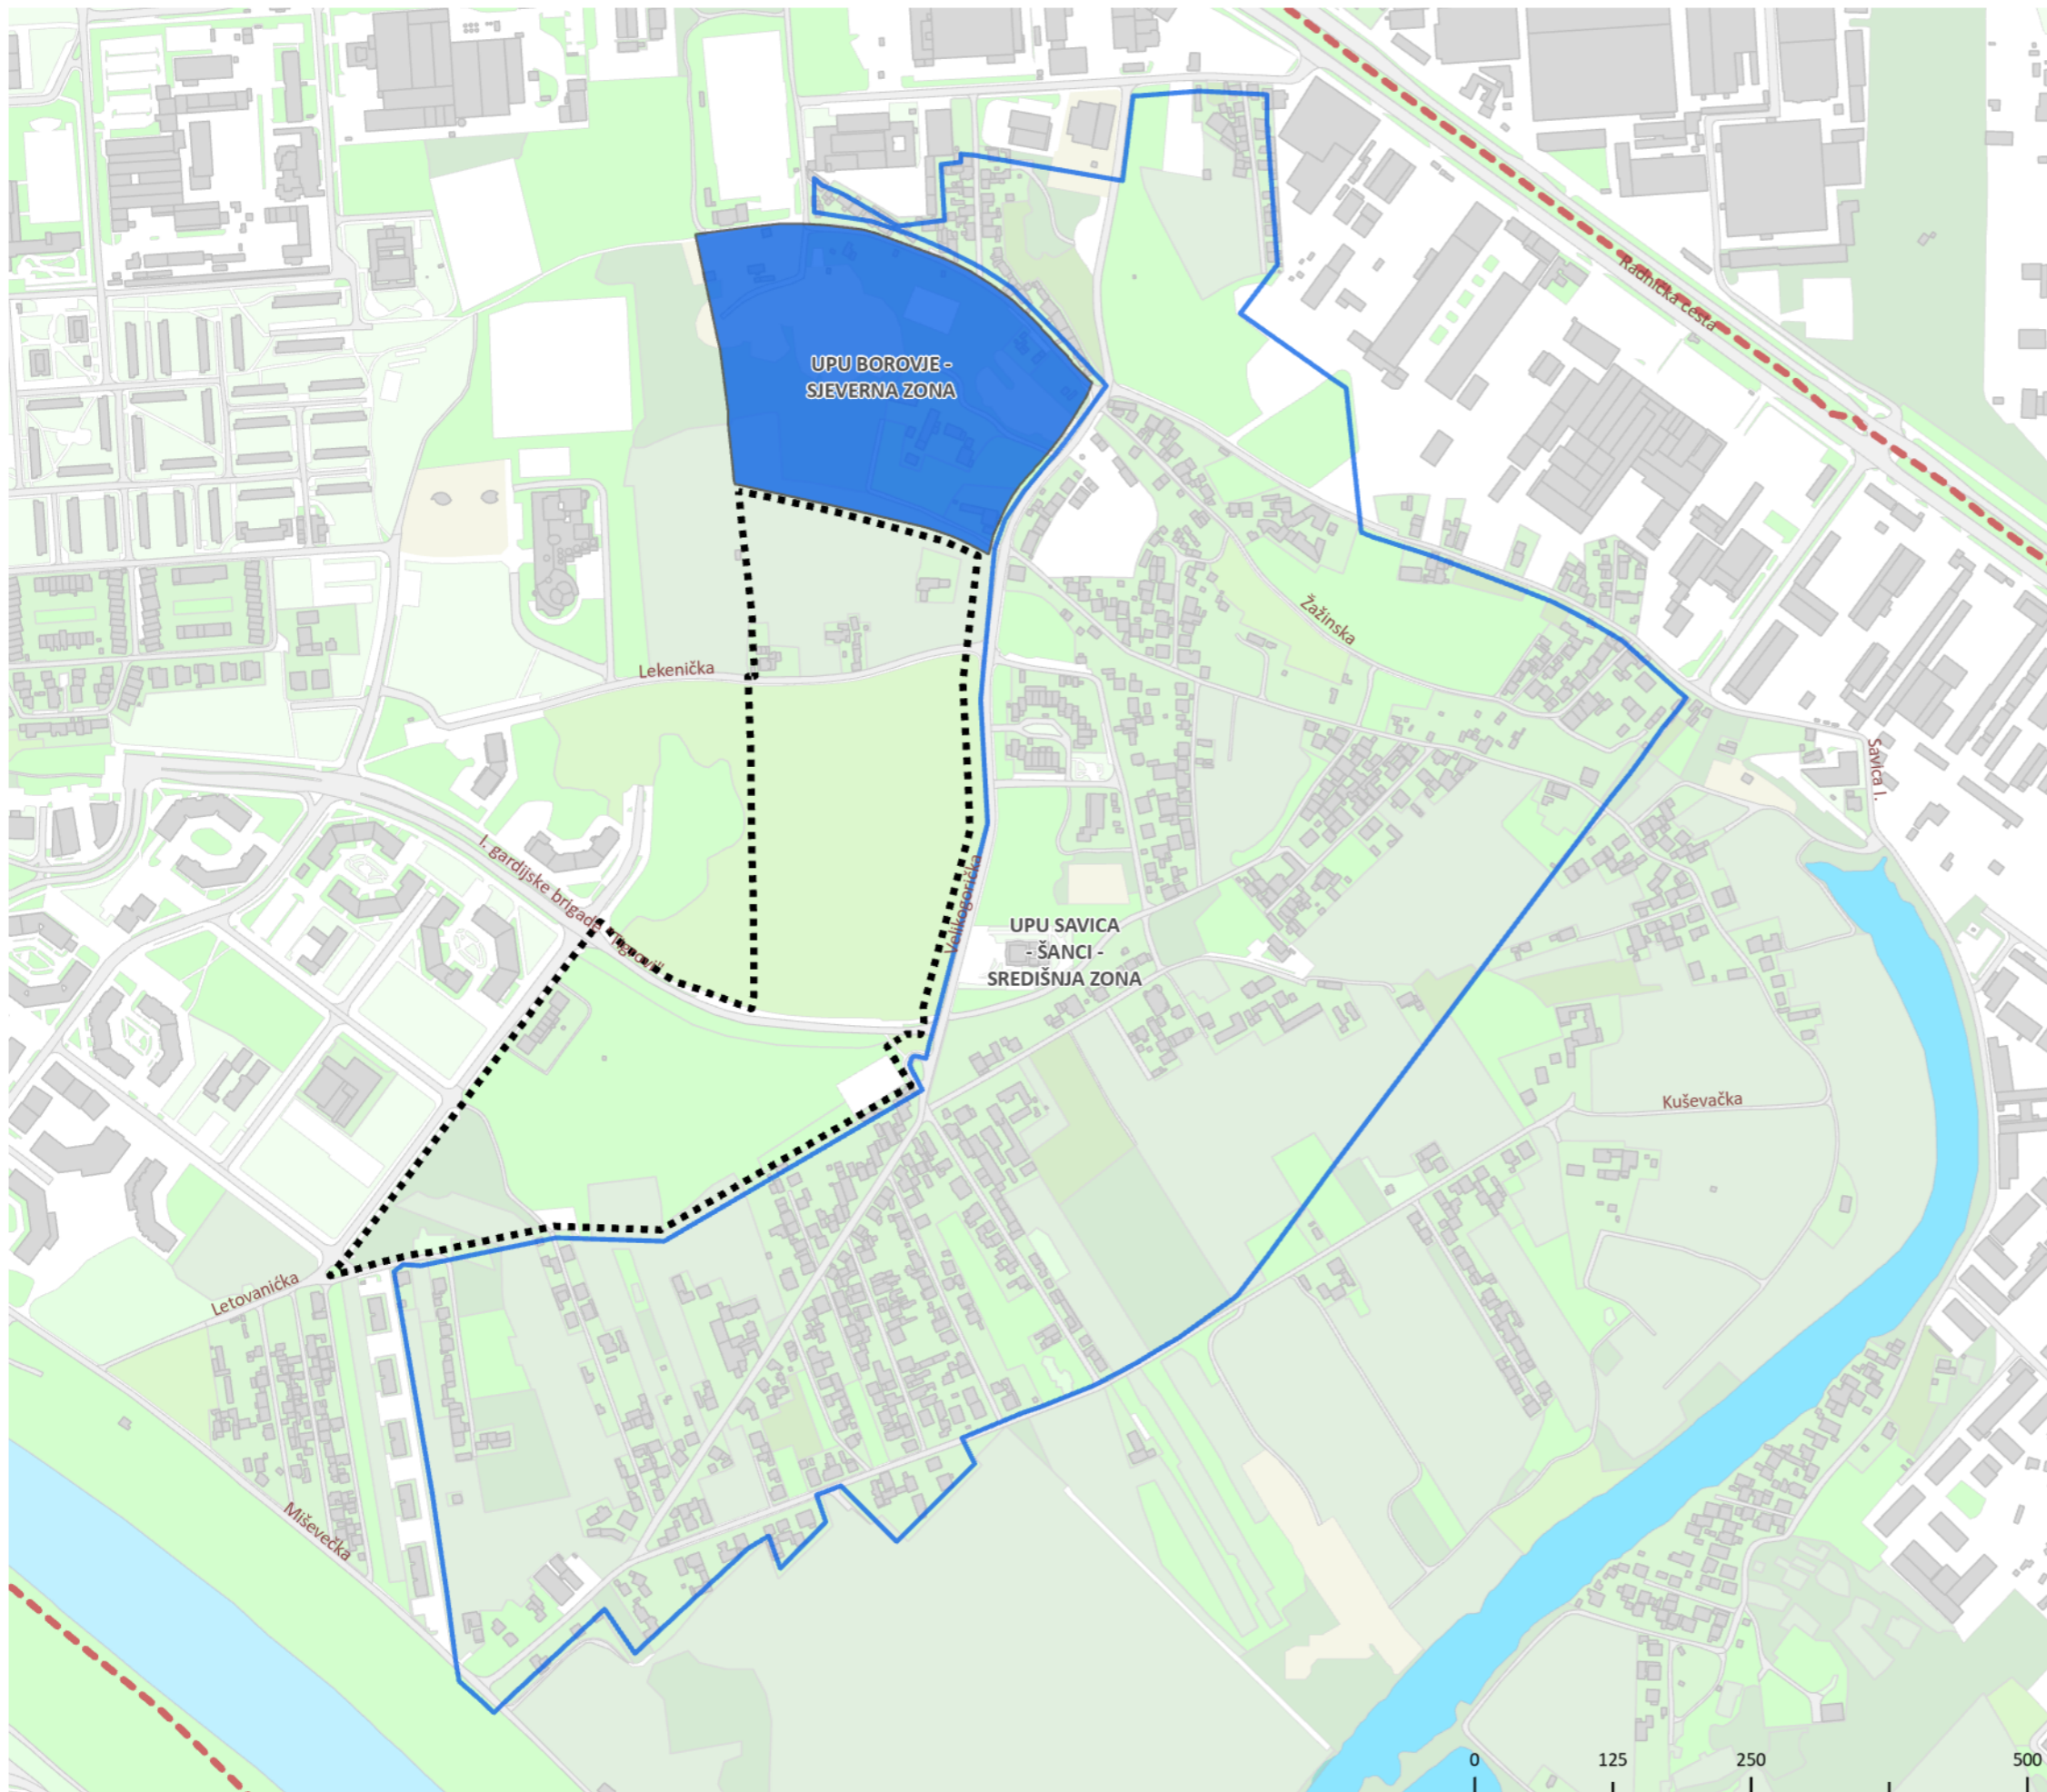 Radnička cesta
UPU BOROVJE -
SJEVERNA ZONA
Žažinska
Lekenička
Savica I.
I. gardijske brigade "Tigrovi"
Velikogorička
UPU SAVICA
- ŠANCI -
SREDIŠNJA ZONA
Kuševačka
Letovanićka
Miševečka
0 125 250 500